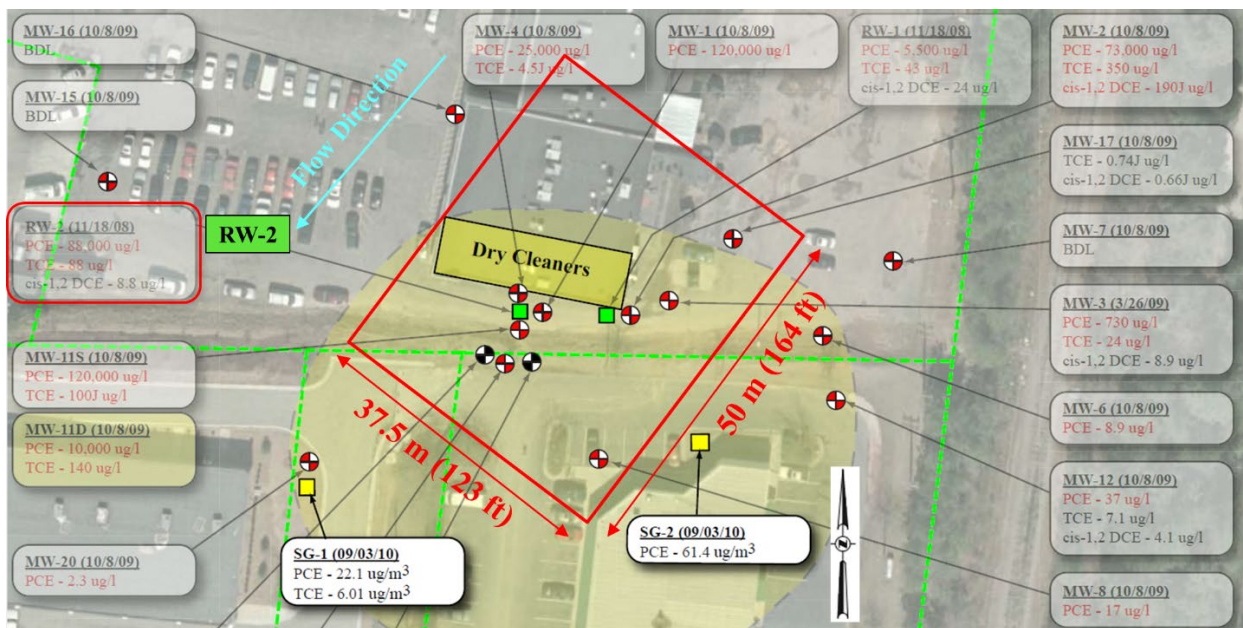 MW-16 (10/8/09)
BDL
MW-4 (10/8/09)
PCE - 25,000 ug/l
TCE - 4.5J ug/l
MW-1 (10/8/09)
PCE - 120,000 ug/l
RW-1 (11/18/08)
PCE - 5,500 ug/l
TCE - 43 ug/l
cis-1,2 DCE - 24 ug/l
MW-2 (10/8/09)
PCE - 73,000 ug/l
TCE - 350 ug/l
cis-1,2 DCE - 190J ug/l
MW-15 (10/8/09)
BDL
Flow Direction
MW-17 (10/8/09)
TCE - 0.74J ug/l
cis-1,2 DCE - 0.66J ug/l
RW-2 (11/18/08)
PCE - 88,000 ug/l
TCE - 88 ug/l
cis-1,2 DCE - 8.8 ug/l
RW-2
Dry Cleaners
MW-7 (10/8/09)
BDL
MW-3 (3/26/09)
PCE - 730 ug/l
TCE - 24 ug/l
cis-1,2 DCE - 8.9 ug/l
MW-11S (10/8/09)
PCE - 120,000 ug/l
TCE - 100J ug/l
37.5 m (123 ft)
50 m (164 ft)
MW-6 (10/8/09)
PCE - 8.9 ug/l
MW-11D (10/8/09)
PCE - 10,000 ug/l
TCE - 140 ug/l
MW-12 (10/8/09)
PCE - 37 ug/l
TCE - 7.1 ug/l
cis-1,2 DCE - 4.1 ug/l
MW-20 (10/8/09)
PCE - 2.3 ug/l
SG-1 (09/03/10)
PCE - 22.1 ug/m³
TCE - 6.01 ug/m³
SG-2 (09/03/10)
PCE - 61.4 ug/m³
N
MW-8 (10/8/09)
PCE - 17 ug/l